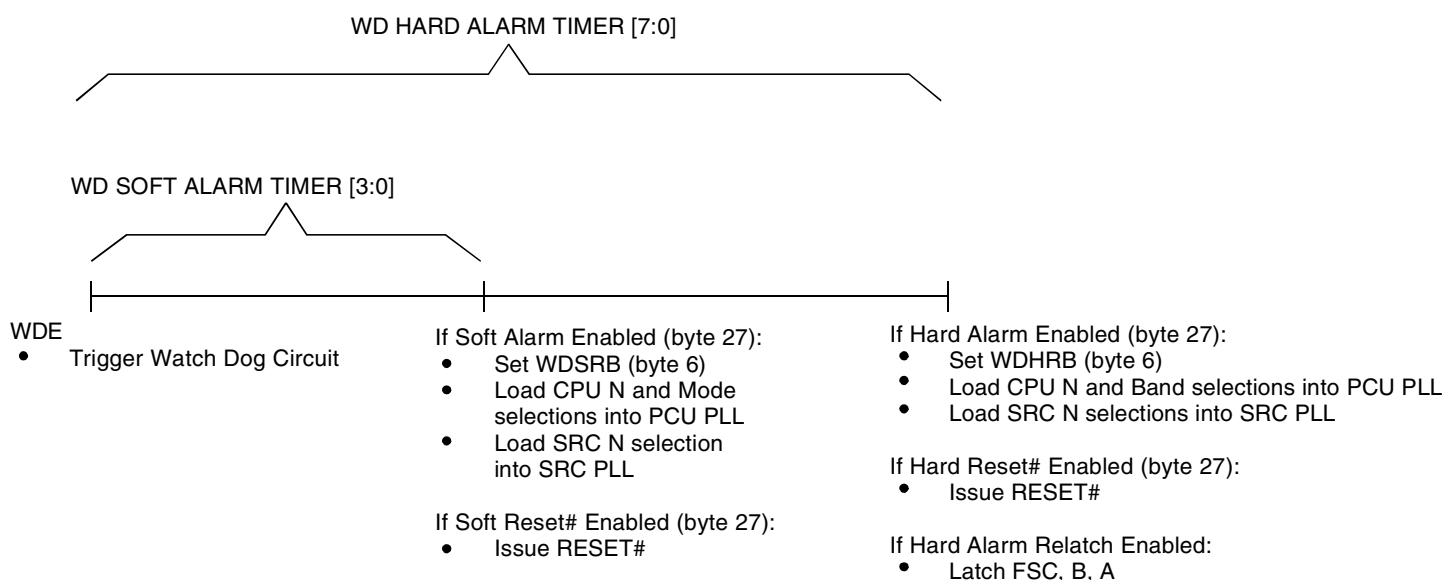 WD HARD ALARM TIMER [7:0]
WD SOFT ALARM TIMER [3:0]
WDE
• Trigger Watch Dog Circuit
If Soft Alarm Enabled (byte 27):
• Set WDSRB (byte 6)
• Load CPU N and Mode
selections into PCU PLL
• Load SRC N selection
into SRC PLL
If Soft Reset# Enabled (byte 27):
• Issue RESET#
If Hard Alarm Enabled (byte 27):
• Set WDHRB (byte 6)
• Load CPU N and Band selections into PCU PLL
• Load SRC N selections into SRC PLL
If Hard Reset# Enabled (byte 27):
• Issue RESET#
If Hard Alarm Relatch Enabled:
• Latch FSC, B, A